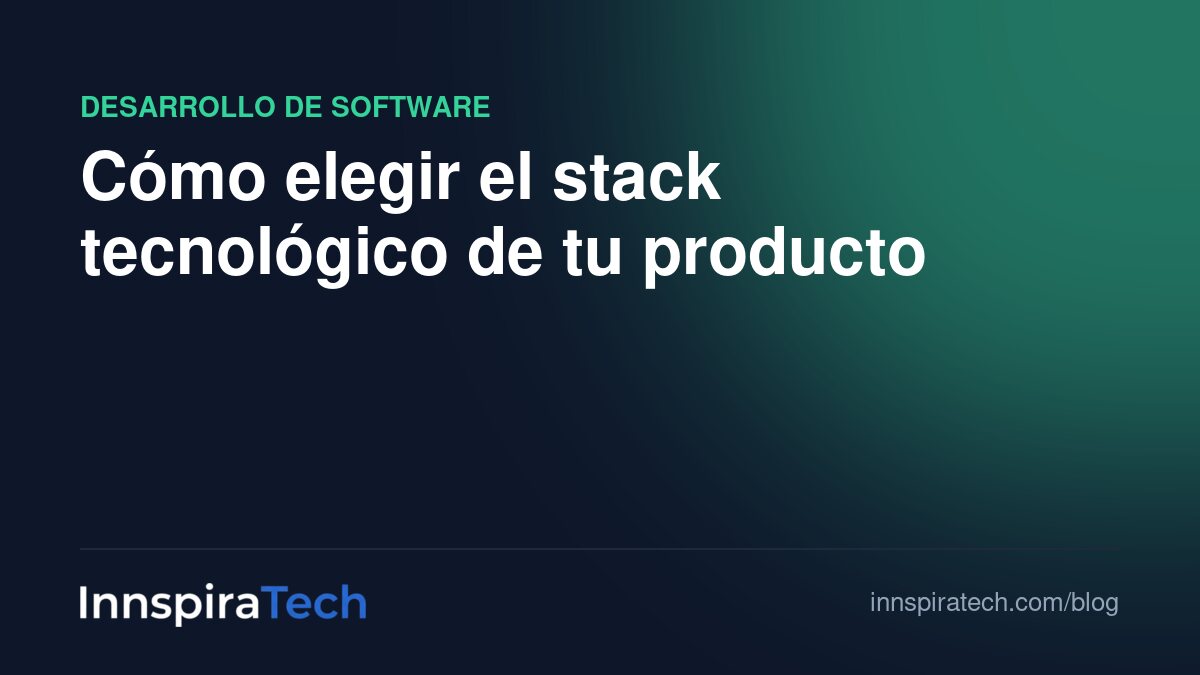 DESARROLLO DE SOFTWARE
Cómo elegir el stack
tecnológico de tu producto
InnspiraTech
innspiratech.com/blog